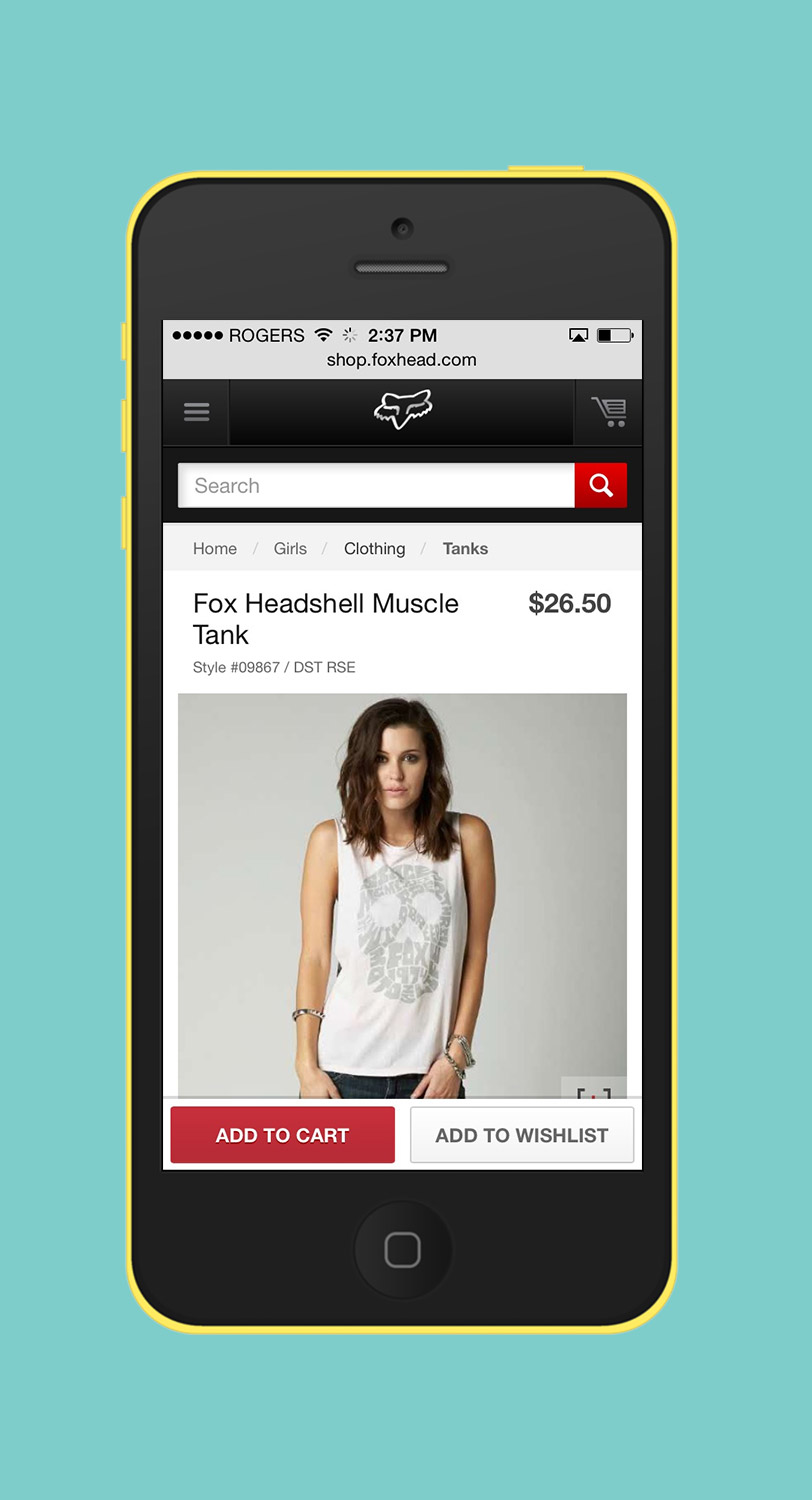 ROGERS 2:37 PM
shop.foxhead.com
Search
Home / Girls / Clothing / Tanks
Fox Headshell Muscle $26.50
Tank
Style #09867 / DST RSE
FOX
ADD TO CART ADD TO WISHLIST